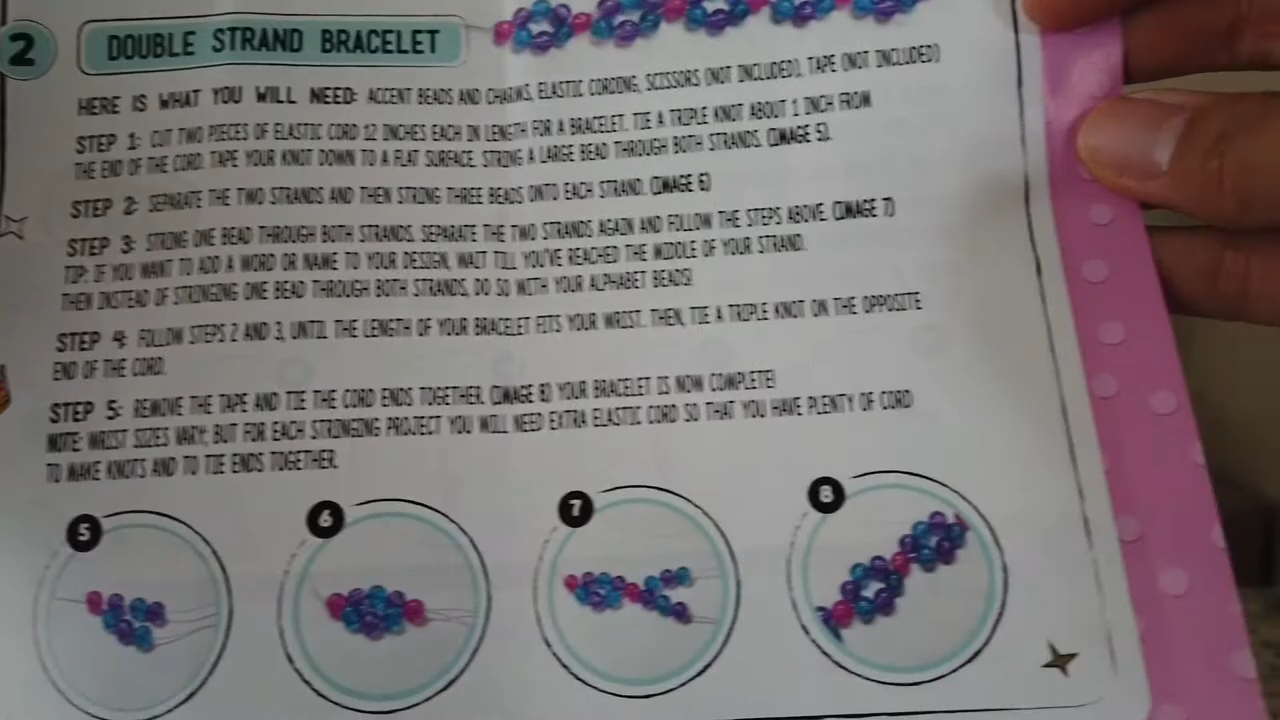 2 DOUBLE STRAND BRACELET
HERE IS WHAT YOU WILL NEED: ACCENT BEADS AND CHARMS, ELASTIC CORDING, SCISSORS (NOT INCLUDED), TAPE (NOT INCLUDED)
STEP 1: CUT TWO PIECES OF ELASTIC CORD 12 INCHES EACH IN LENGTH FOR A BRACELET. TIE A TRIPLE KNOT ABOUT 1 INCH FROM
THE END OF THE CORD. TAPE YOUR KNOT DOWN TO A FLAT SURFACE. STRING A LARGE BEAD THROUGH BOTH STRANDS. (IMAGE 5).
STEP 2: SEPARATE THE TWO STRANDS AND THEN STRING THREE BEADS ONTO EACH STRAND. (IMAGE 6)
STEP 3: STRING ONE BEAD THROUGH BOTH STRANDS. SEPARATE THE TWO STRANDS AGAIN AND FOLLOW THE STEPS ABOVE. (IMAGE 7)
TIP: IF YOU WANT TO ADD A WORD OR NAME TO YOUR DESIGN, WAIT TILL YOU'VE REACHED THE MIDDLE OF YOUR STRAND.
THEN INSTEAD OF STRINGING ONE BEAD THROUGH BOTH STRANDS, DO SO WITH YOUR ALPHABET BEADS!
STEP 4: FOLLOW STEPS 2 AND 3, UNTIL THE LENGTH OF YOUR BRACELET FITS YOUR WRIST. THEN, TIE A TRIPLE KNOT ON THE OPPOSITE
END OF THE CORD.
STEP 5: REMOVE THE TAPE AND TIE THE CORD ENDS TOGETHER. (IMAGE 8) YOUR BRACELET IS NOW COMPLETE!
NOTE: WRIST SIZES VARY; BUT FOR EACH STRINGING PROJECT YOU WILL NEED EXTRA ELASTIC CORD SO THAT YOU HAVE PLENTY OF CORD
TO MAKE KNOTS AND TO TIE ENDS TOGETHER.
5
6
7
8